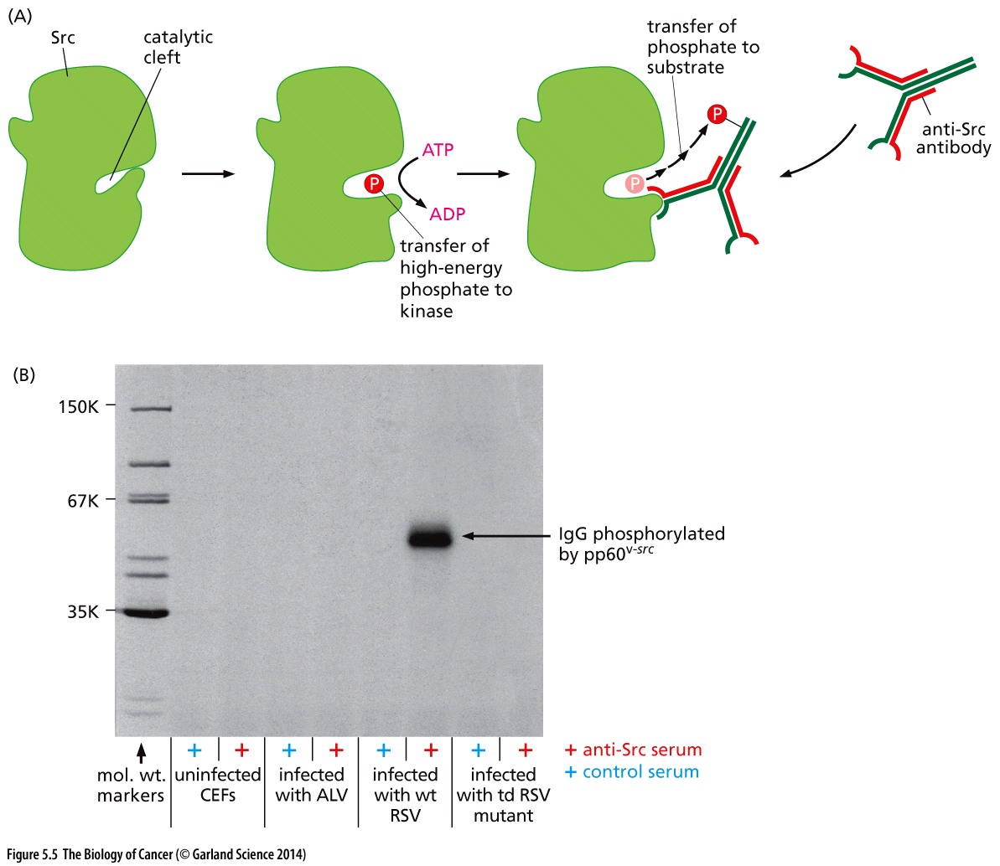 (A)
Src
catalytic
cleft
P
ATP
ADP
transfer of
high-energy
phosphate to
kinase
transfer of
phosphate to
substrate
P
P
anti-Src
antibody
(B)
150K
67K
35K
IgG phosphorylated
by pp60v-src
+ + + + + + + +
+ anti-Src serum
+ control serum
mol. wt.
markers
uninfected
CEFs
infected
with ALV
infected
with wt
RSV
infected
with td RSV
mutant
Figure 5.5 The Biology of Cancer (© Garland Science 2014)